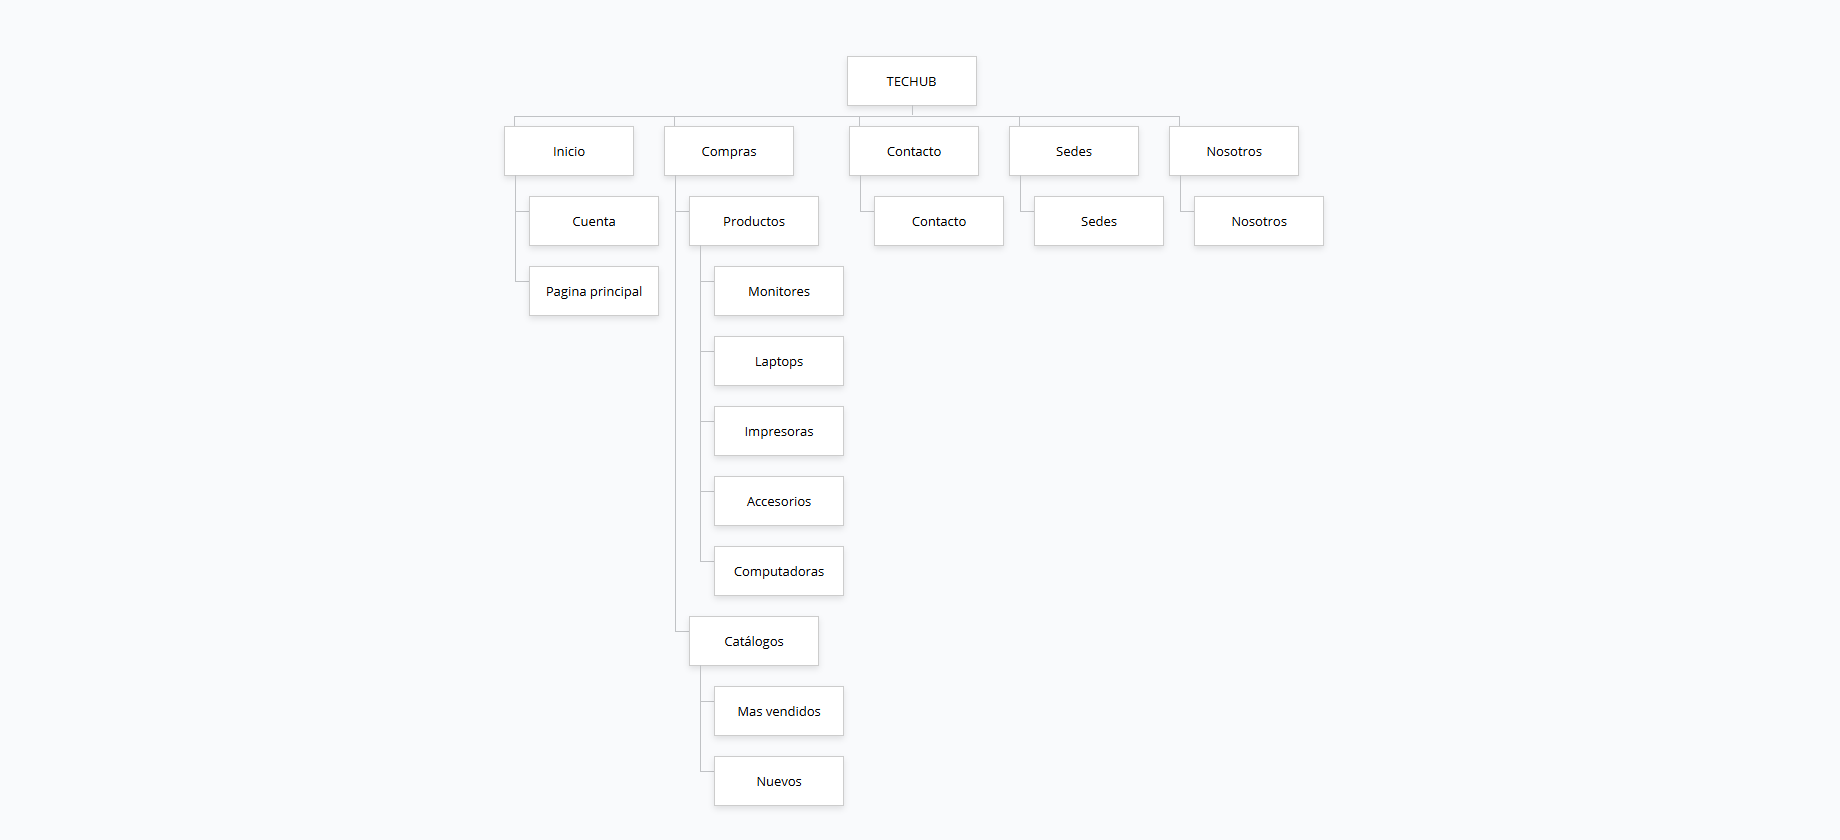 TECHUB
Inicio
Compras
Contacto
Sedes
Nosotros
Cuenta
Productos
Contacto
Sedes
Nosotros
Pagina principal
Monitores
Laptops
Impresoras
Accesorios
Computadoras
Catálogos
Mas vendidos
Nuevos